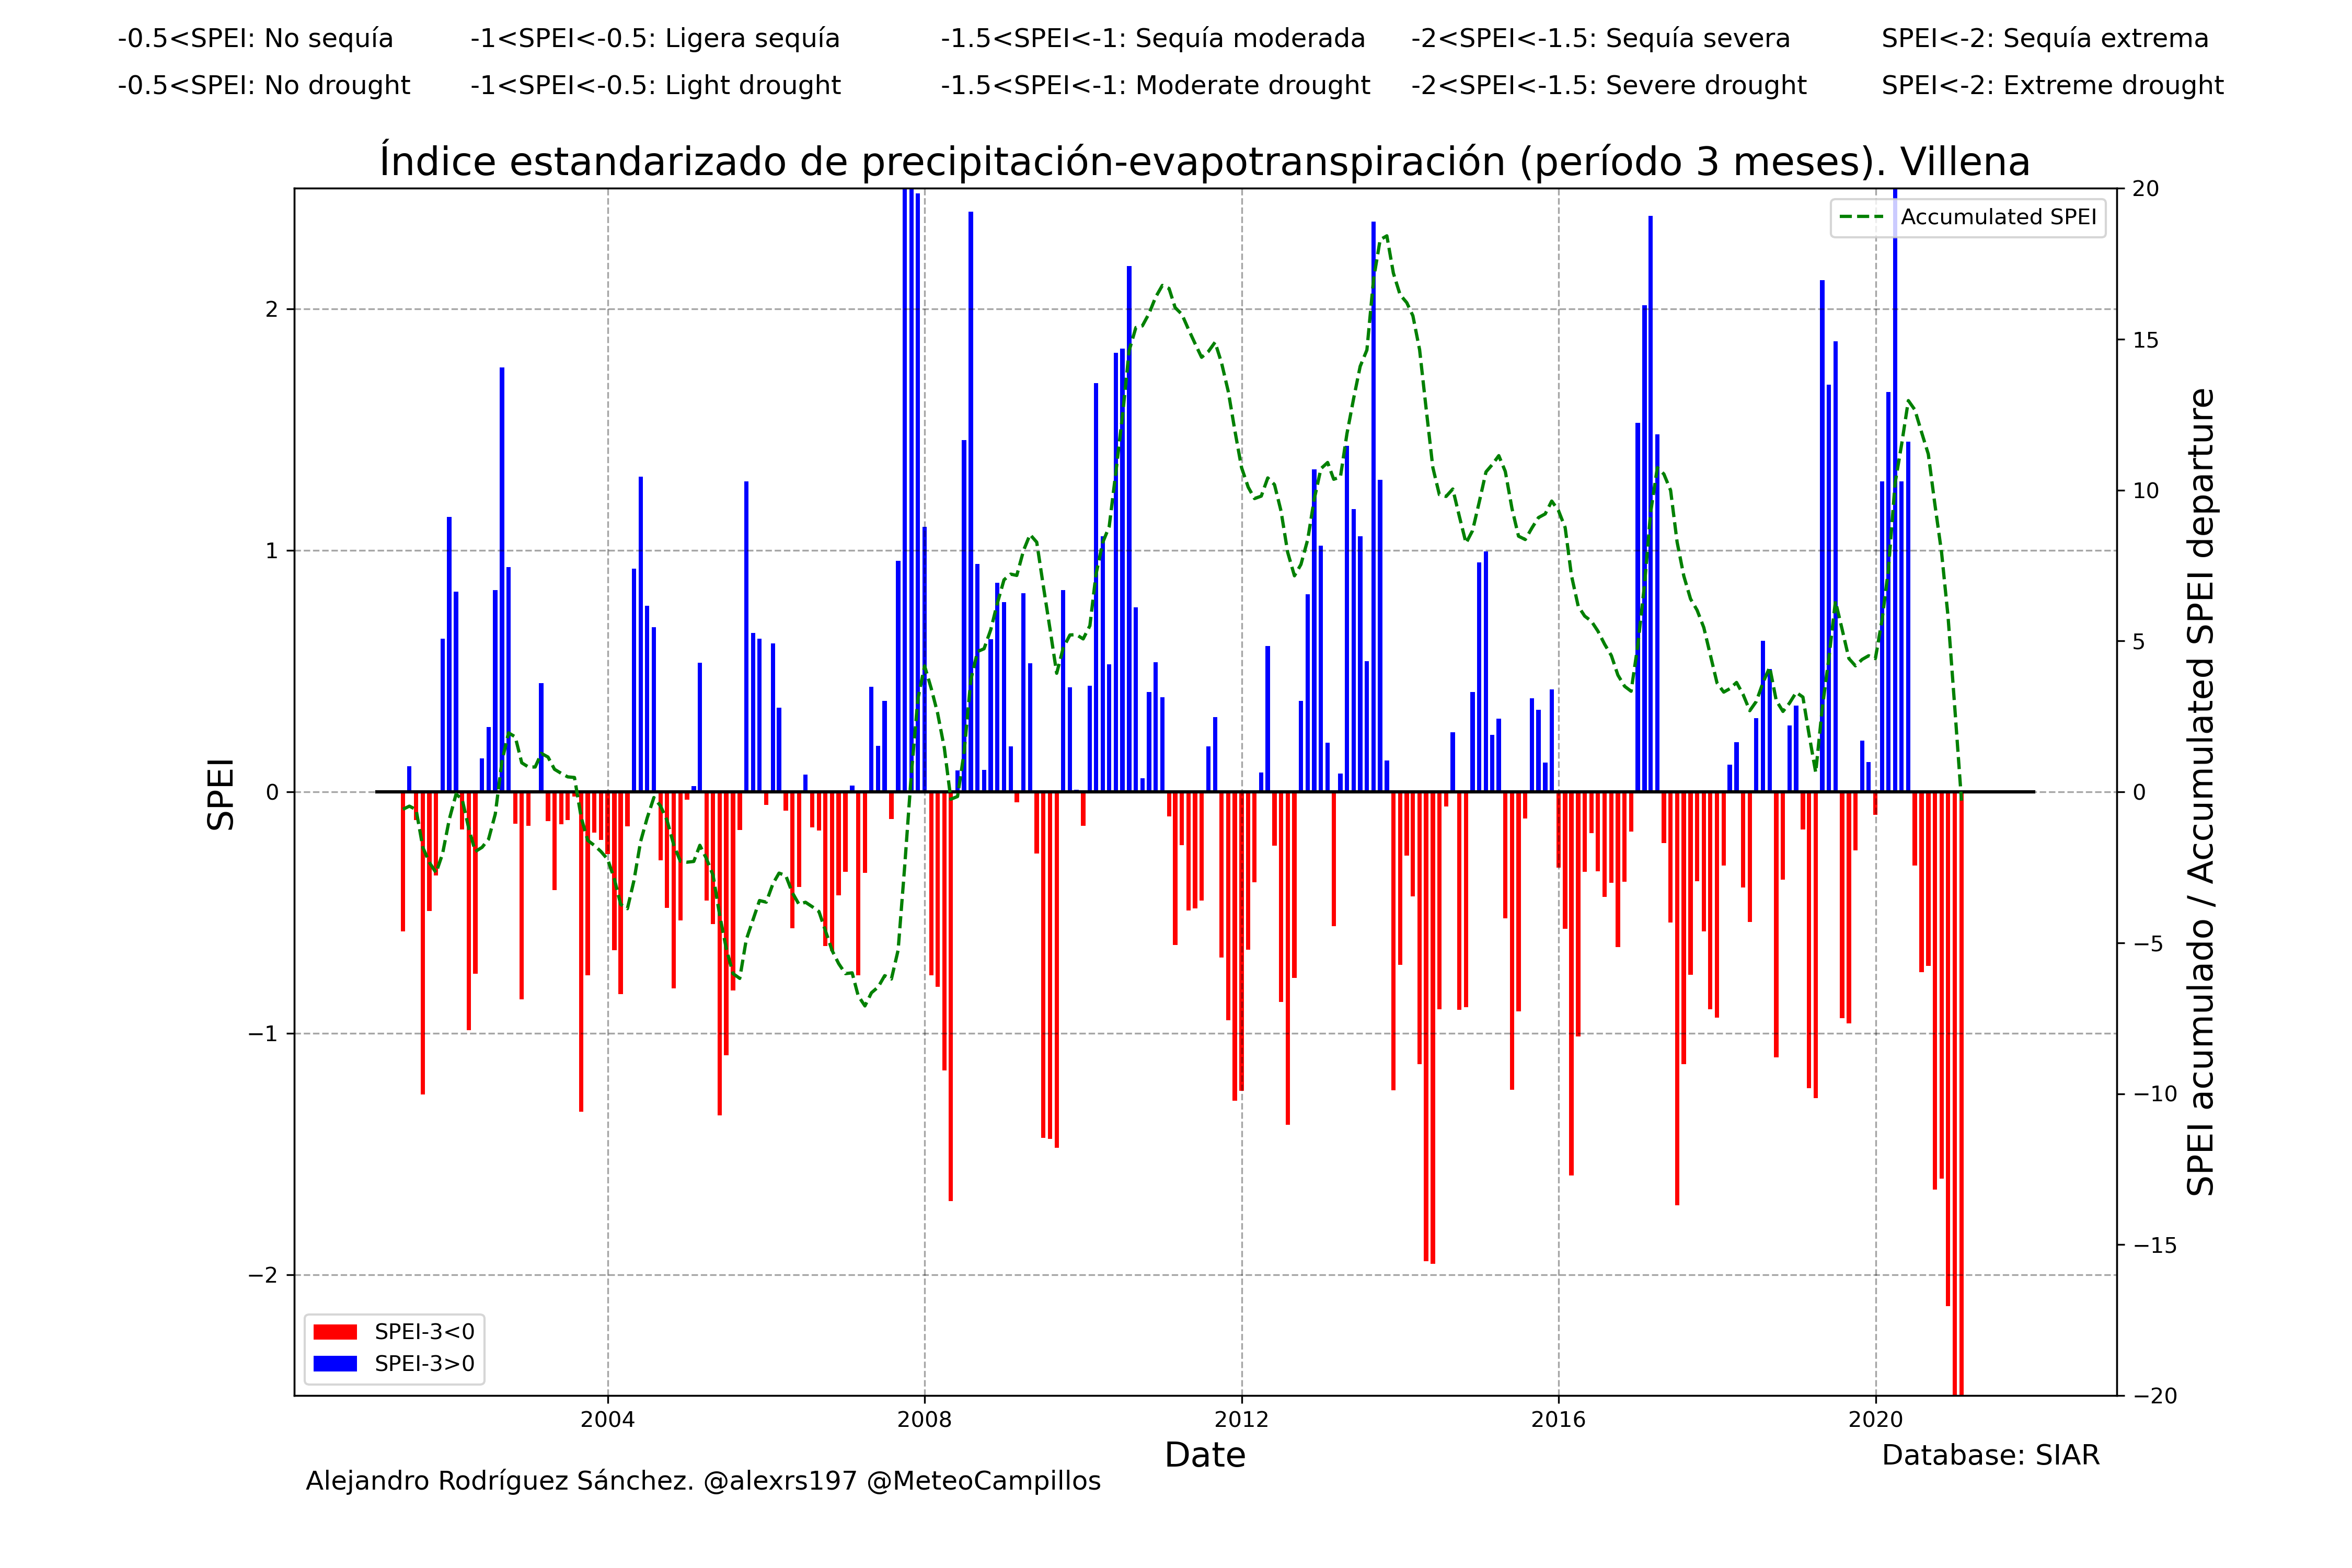 -0.5<SPEI: No sequía -1<SPEI<-0.5: Ligera sequía -1.5<SPEI<-1: Sequía moderada -2<SPEI<-1.5: Sequía severa SPEI<-2: Sequía extrema
-0.5<SPEI: No drought -1<SPEI<-0.5: Light drought -1.5<SPEI<-1: Moderate drought -2<SPEI<-1.5: Severe drought SPEI<-2: Extreme drought
Índice estandarizado de precipitación-evapotranspiración (período 3 meses). Villena
Accumulated SPEI
SPEI
2
1
0
−1
−2
20
15
10
5
0
−5
−10
−15
−20
SPEI acumulado / Accumulated SPEI departure
SPEI-3<0
SPEI-3>0
2004 2008 2012 2016 2020
Date
Database: SIAR
Alejandro Rodríguez Sánchez. @alexrs197 @MeteoCampillos